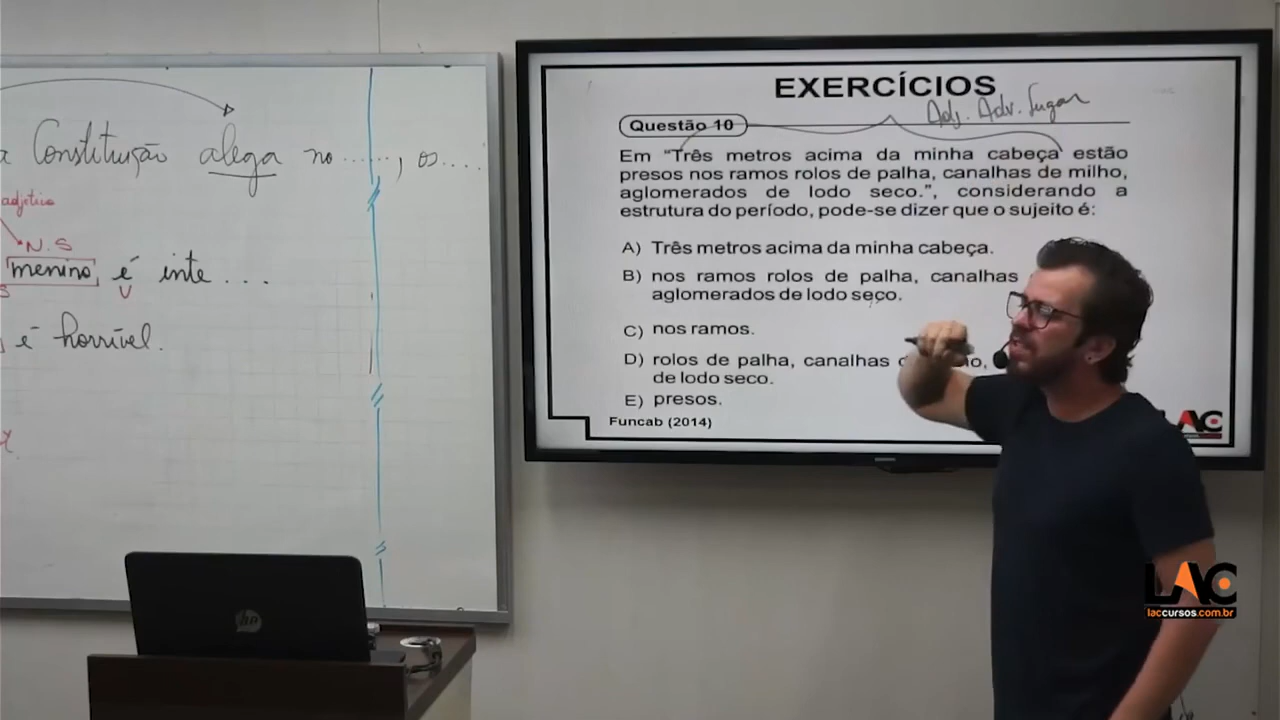 Constituição alega no ....., os ....
adjetivo
N.S
menino é inte ...
S
V
é horrível.
EXERCÍCIOS
Adj. Adv. Lugar
Questão 10
Em "Três metros acima da minha cabeça estão
presos nos ramos rolos de palha, canalhas de milho,
aglomerados de lodo seco.", considerando a
estrutura do período, pode-se dizer que o sujeito é:
A) Três metros acima da minha cabeça.
B) nos ramos rolos de palha, canalhas
aglomerados de lodo seco.
C) nos ramos.
D) rolos de palha, canalhas
de lodo seco.
E) presos.
Funcab (2014)
LAC
hp
LAC
laccursos.com.br